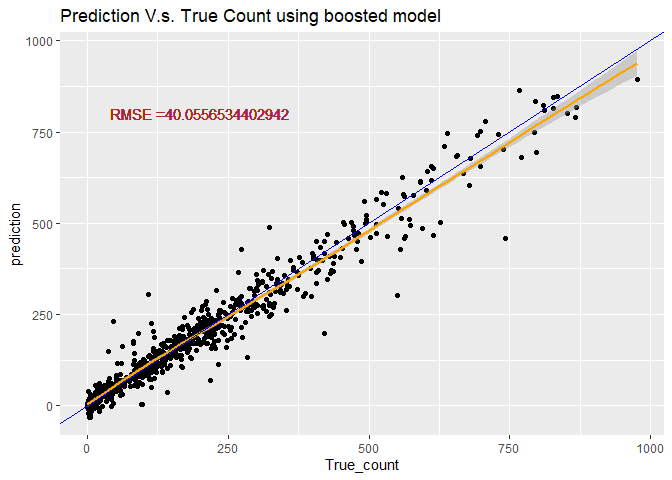 Prediction V.s. True Count using boosted model
1000
RMSE =40.0556534402942
750
500
250
0
prediction
0 250 500 750 1000
True_count